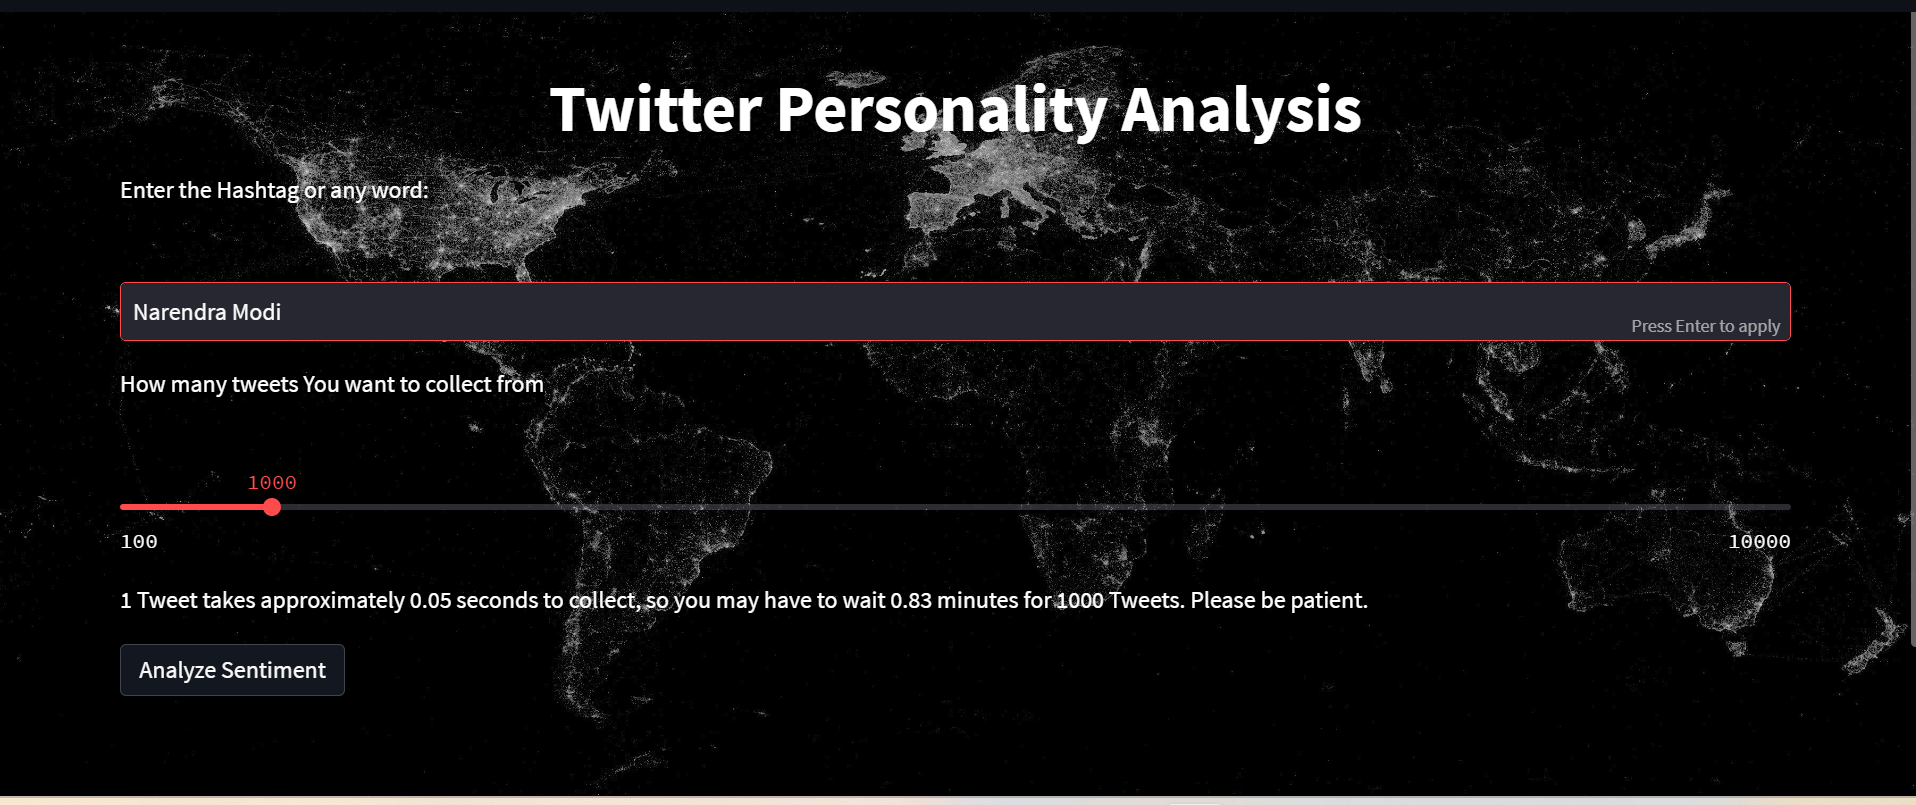 Twitter Personality Analysis
Enter the Hashtag or any word:
Narendra Modi
Press Enter to apply
How many tweets You want to collect from
1000
100
10000
1 Tweet takes approximately 0.05 seconds to collect, so you may have to wait 0.83 minutes for 1000 Tweets. Please be patient.
Analyze Sentiment